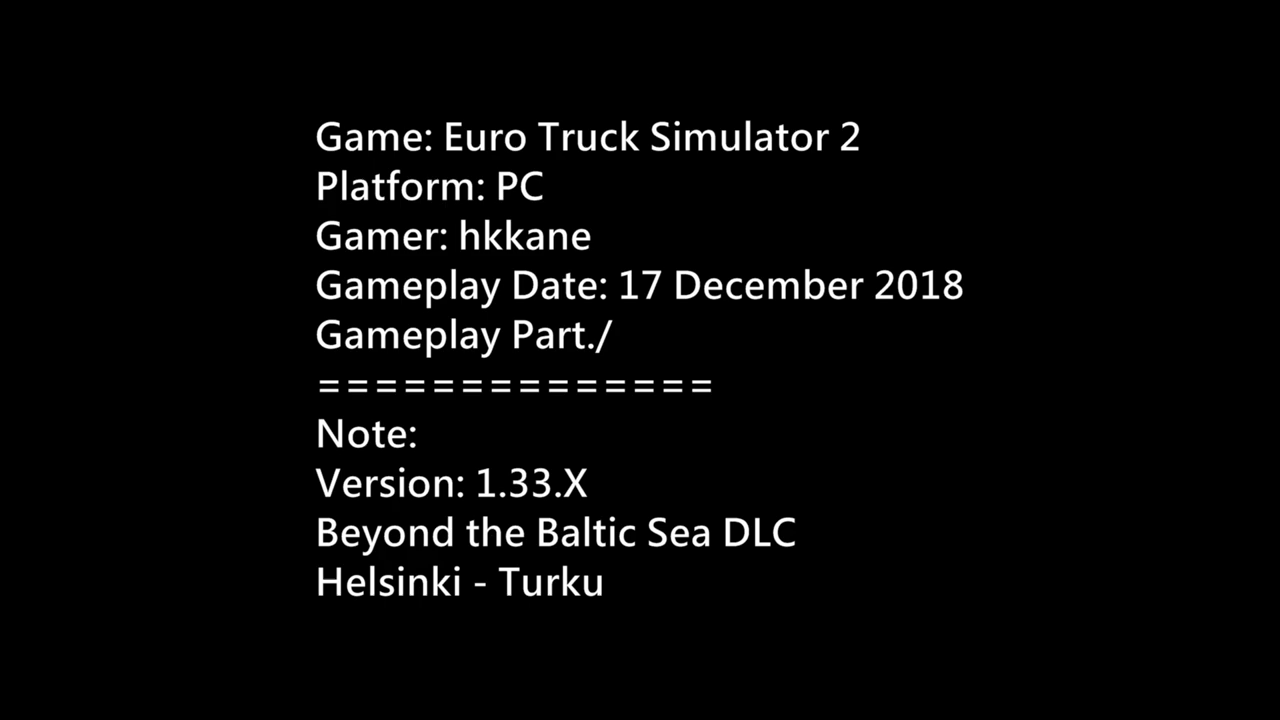 Game: Euro Truck Simulator 2
Platform: PC
Gamer: hkkane
Gameplay Date: 17 December 2018
Gameplay Part./
==============
Note:
Version: 1.33.X
Beyond the Baltic Sea DLC
Helsinki - Turku